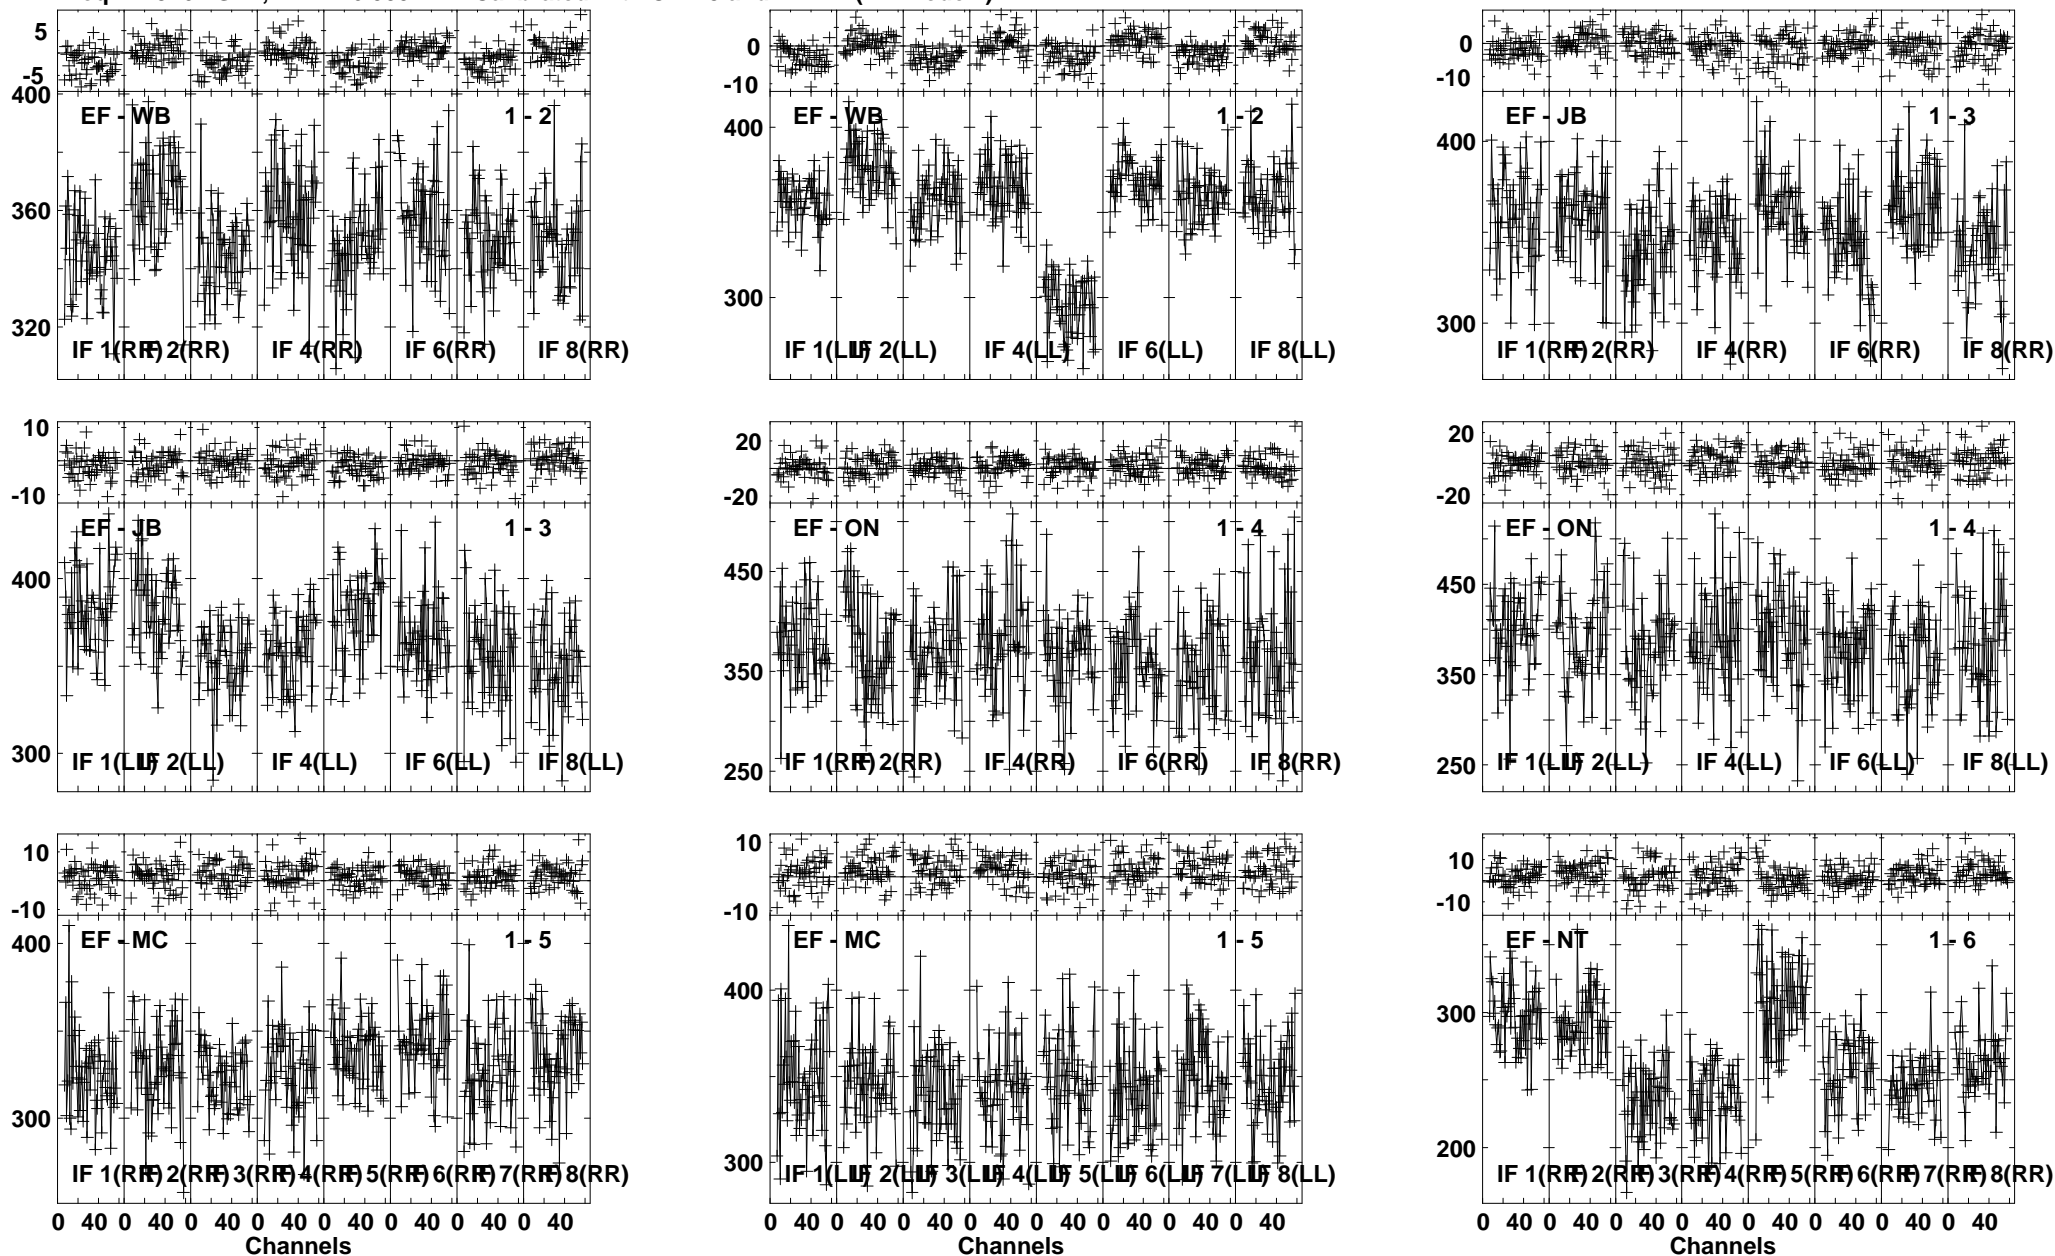 5
-5
400
360
320
EF - WB
1 - 2
IF 1(RR)
IF 2(RR)
IF 4(RR)
IF 6(RR)
IF 8(RR)
0
-10
400
300
EF - WB
1 - 2
IF 1(LL)
IF 2(LL)
IF 4(LL)
IF 6(LL)
IF 8(LL)
0
-10
400
300
EF - JB
1 - 3
IF 1(RR)
IF 2(RR)
IF 4(RR)
IF 6(RR)
IF 8(RR)
10
-10
400
300
EF - JB
1 - 3
IF 1(LL)
IF 2(LL)
IF 4(LL)
IF 6(LL)
IF 8(LL)
20
-20
450
350
250
EF - ON
1 - 4
IF 1(RR)
IF 2(RR)
IF 4(RR)
IF 6(RR)
IF 8(RR)
20
-20
450
350
250
EF - ON
1 - 4
IF 1(LL)
IF 2(LL)
IF 4(LL)
IF 6(LL)
IF 8(LL)
10
-10
400
300
EF - MC
1 - 5
IF 1(RR)
IF 2(RR)
IF 3(RR)
IF 4(RR)
IF 5(RR)
IF 6(RR)
IF 7(RR)
IF 8(RR)
0 40 0 40 0 40 0 40 0 40 0 40 0 40 0 40
Channels
10
-10
400
300
EF - MC
1 - 5
IF 1(LL)
IF 2(LL)
IF 3(LL)
IF 4(LL)
IF 5(LL)
IF 6(LL)
IF 7(LL)
IF 8(LL)
0 40 0 40 0 40 0 40 0 40 0 40 0 40 0 40
Channels
10
-10
300
200
EF - NT
1 - 6
IF 1(RR)
IF 2(RR)
IF 3(RR)
IF 4(RR)
IF 5(RR)
IF 6(RR)
IF 7(RR)
IF 8(RR)
0 40 0 40 0 40 0 40 0 40 0 40 0 40 0 40
Channels